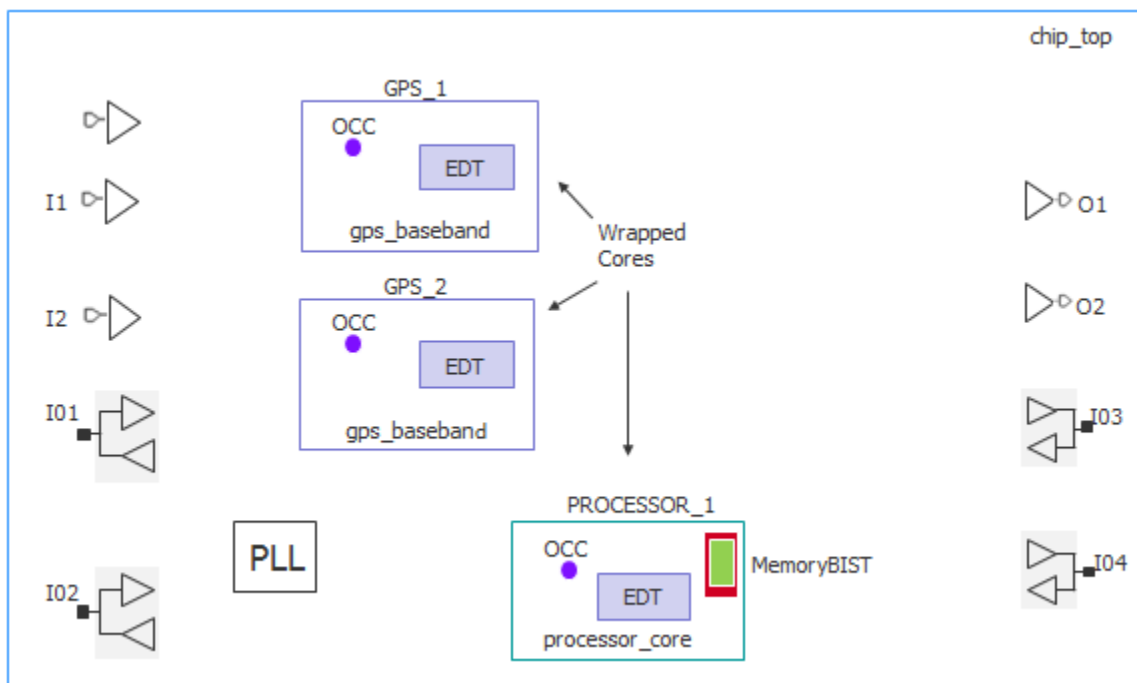 chip_top
GPS_1
OCC
EDT
gps_baseband
I1
Wrapped
Cores
O1
GPS_2
I2
OCC
EDT
gps_baseband
O2
I01
I03
PROCESSOR_1
PLL
OCC
EDT
MemoryBIST
processor_core
I02
I04